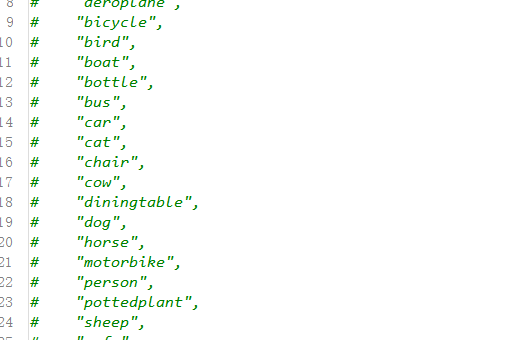 8 # "aeroplane",
9 # "bicycle",
10 # "bird",
11 # "boat",
12 # "bottle",
13 # "bus",
14 # "car",
15 # "cat",
16 # "chair",
17 # "cow",
18 # "diningtable",
19 # "dog",
20 # "horse",
21 # "motorbike",
22 # "person",
23 # "pottedplant",
24 # "sheep",